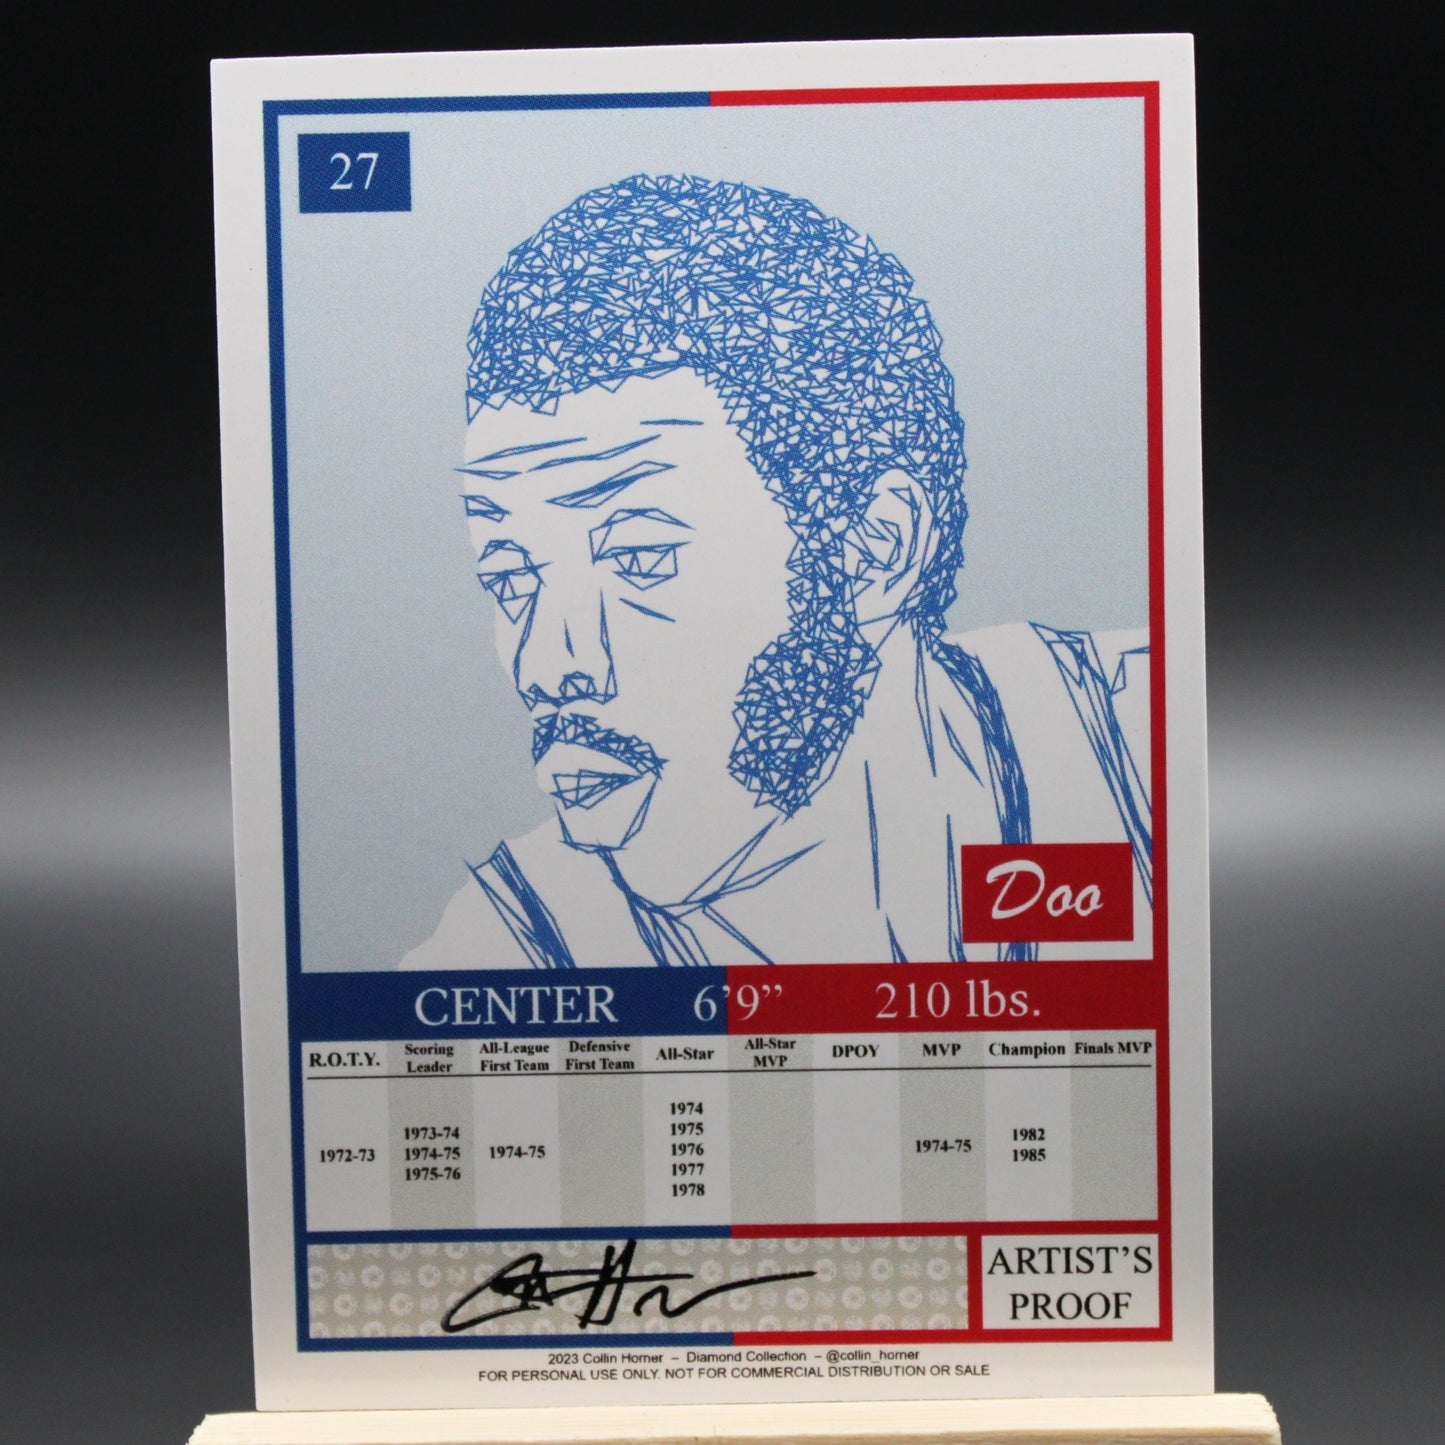 27
Doo
CENTER 6’9” 210 lbs.
R.O.T.Y. Scoring Leader All-League First Team Defensive First Team All-Star All-Star MVP DPOY MVP Champion Finals MVP
1972-73
1973-74
1974-75
1975-76
1974-75
1974
1975
1976
1977
1978
1974-75
1982
1985
ARTIST’S
PROOF
2023 Collin Horner – Diamond Collection – @collin_horner
FOR PERSONAL USE ONLY. NOT FOR COMMERCIAL DISTRIBUTION OR SALE